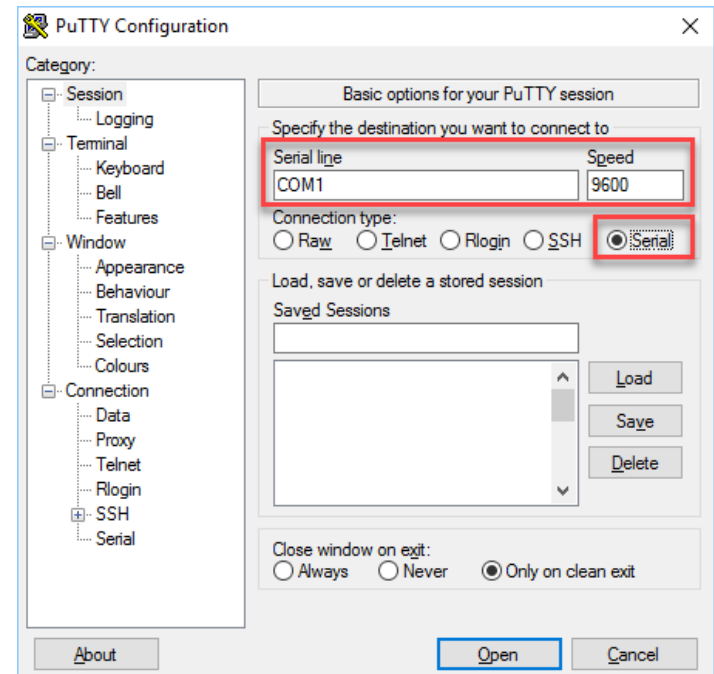 PuTTY Configuration
Category:
Session
Logging
Terminal
Keyboard
Bell
Features
Window
Appearance
Behaviour
Translation
Selection
Colours
Connection
Data
Proxy
Telnet
Rlogin
SSH
Serial
Basic options for your PuTTY session
Specify the destination you want to connect to
Serial line Speed
COM1 9600
Connection type:
Raw Telnet Rlogin SSH Serial
Load, save or delete a stored session
Saved Sessions
Load
Save
Delete
Close window on exit:
Always Never Only on clean exit
About Open Cancel